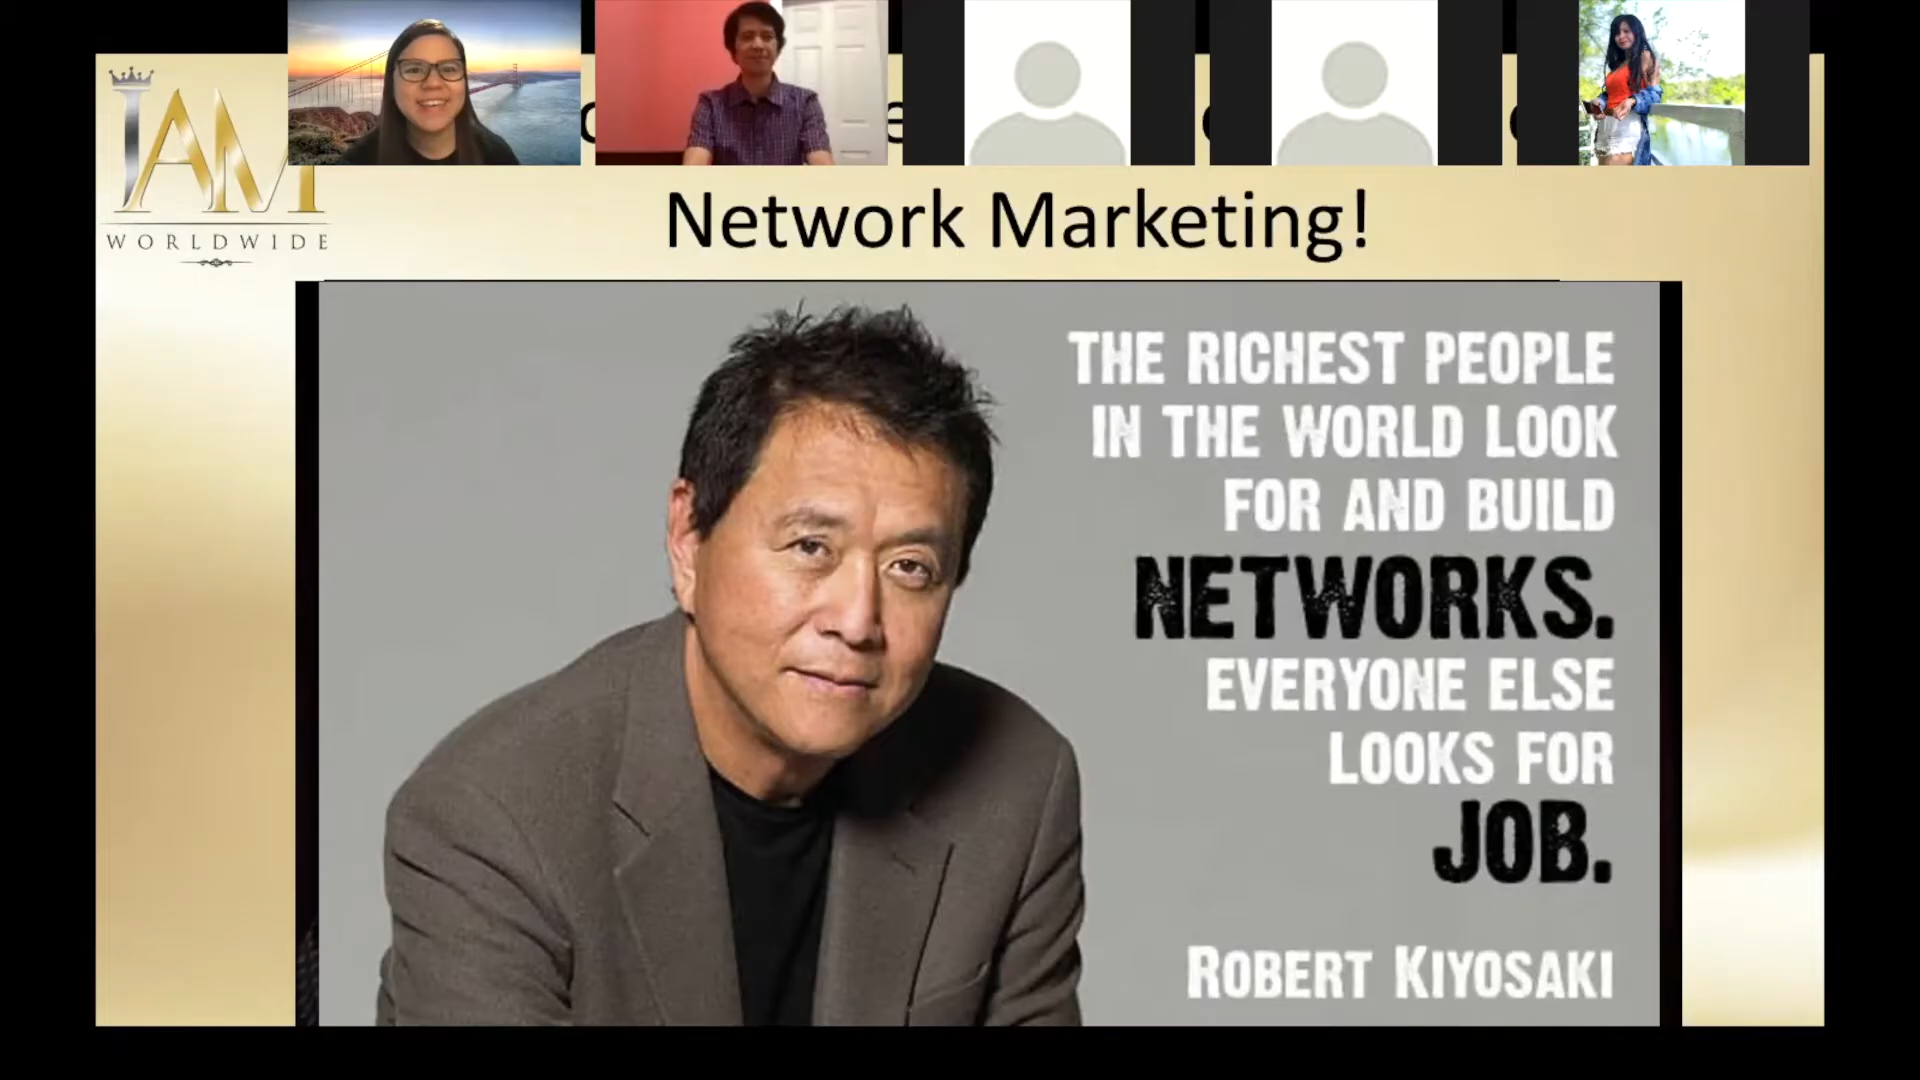 IAM
WORLDWIDE
Network Marketing!
THE RICHEST PEOPLE
IN THE WORLD LOOK
FOR AND BUILD
NETWORKS.
EVERYONE ELSE
LOOKS FOR
JOB.
ROBERT KIYOSAKI